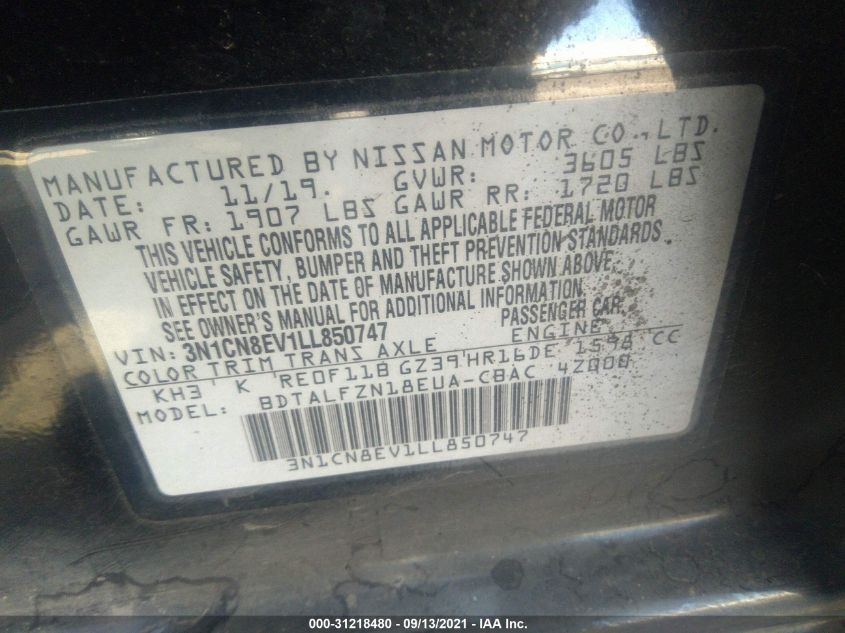 MANUFACTURED BY NISSAN MOTOR CO.,LTD.
DATE: 11/19. GVWR: 3605 LBS
GAWR FR: 1907 LBS GAWR RR: 1720 LBS
THIS VEHICLE CONFORMS TO ALL APPLICABLE FEDERAL MOTOR
VEHICLE SAFETY, BUMPER AND THEFT PREVENTION STANDARDS
IN EFFECT ON THE DATE OF MANUFACTURE SHOWN ABOVE.
SEE OWNER'S MANUAL FOR ADDITIONAL INFORMATION.
VIN: 3N1CN8EV1LL850747 PASSENGER CAR
COLOR TRIM TRANS AXLE ENGINE
KH3 K RE0F11B GZ39 HR16DE 1598 CC
MODEL: BDTALFZN18EUA-CBAC 4Z000
3N1CN8EV1LL850747
000-31218480 - 09/13/2021 - IAA Inc.